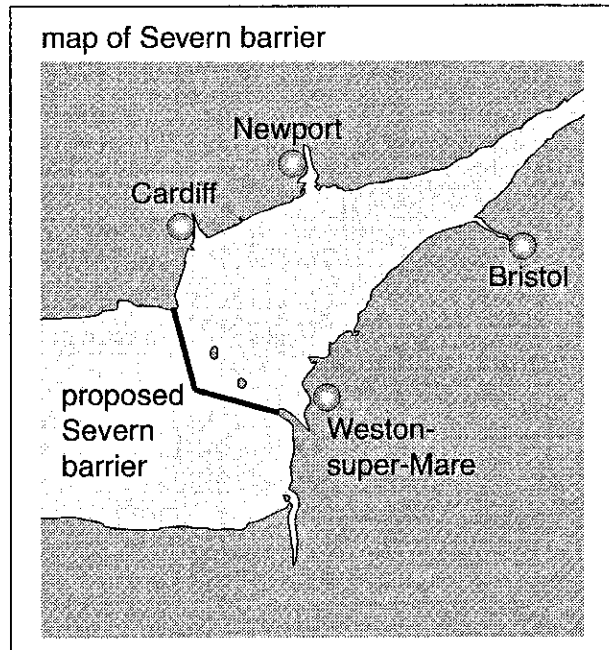 map of Severn barrier
Newport
Cardiff
Bristol
proposed
Severn
barrier
Weston-
super-Mare